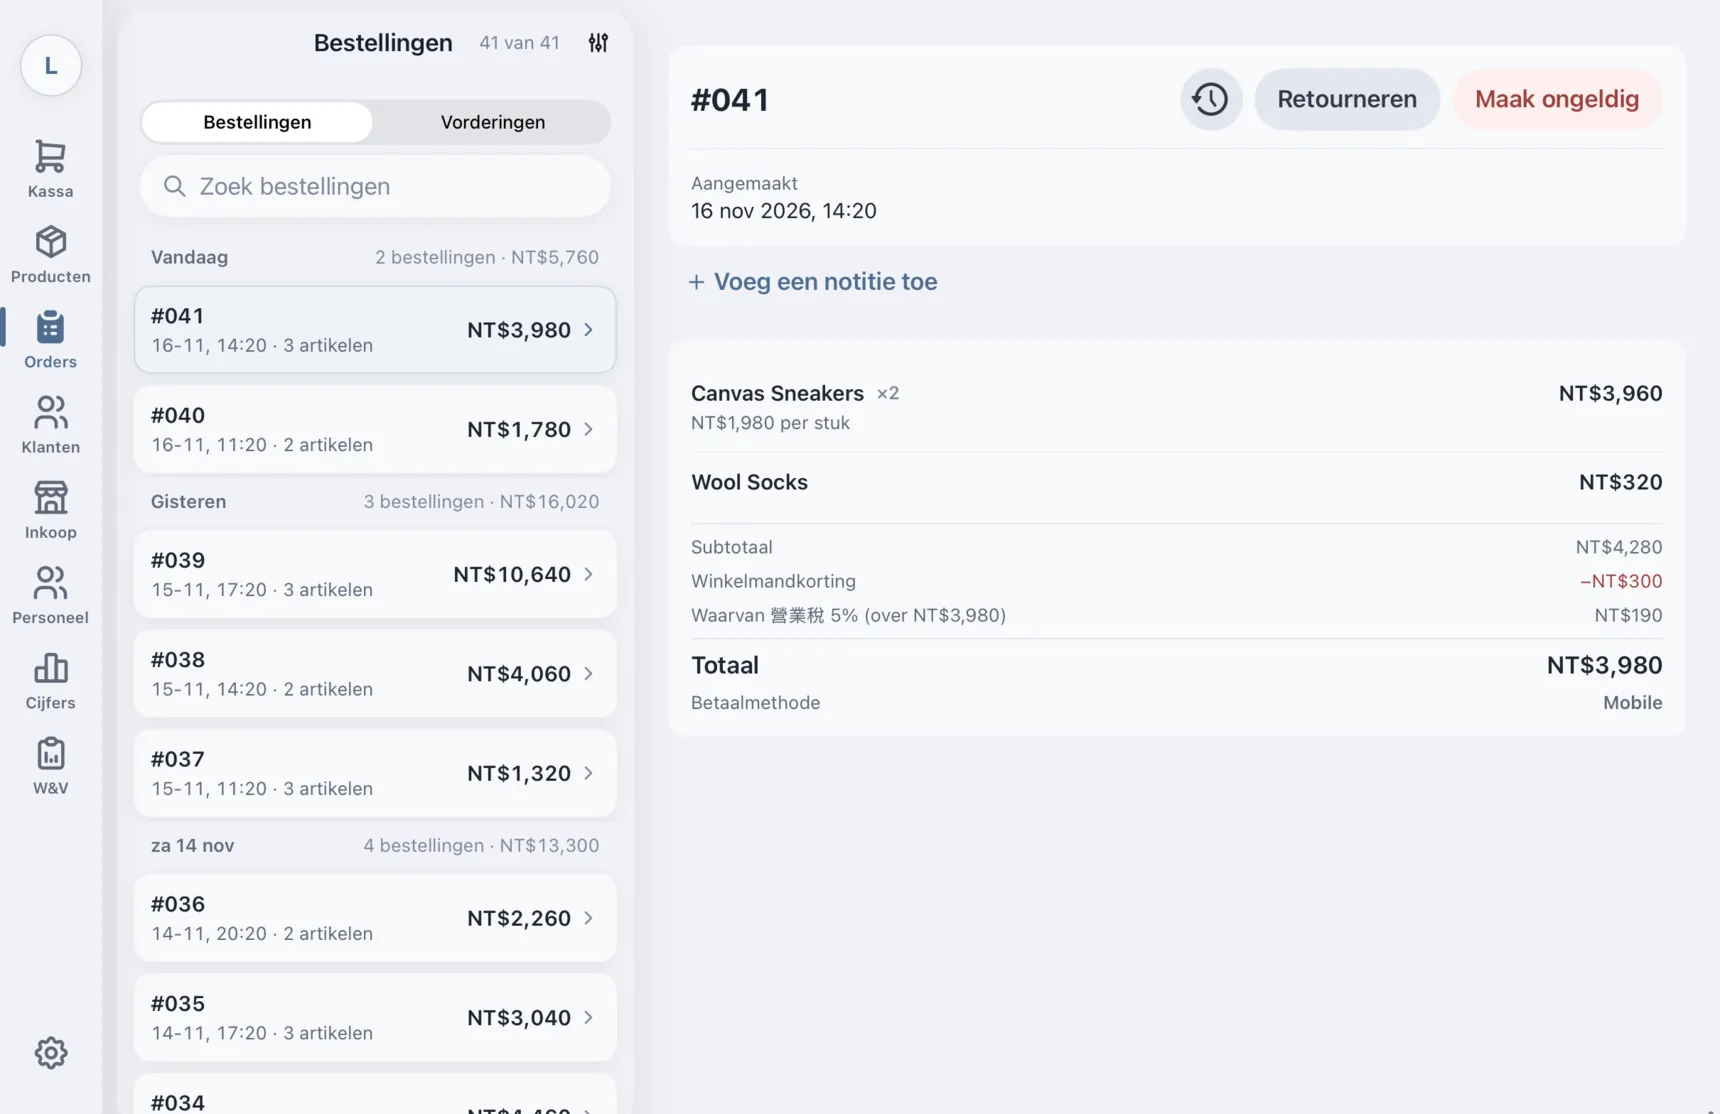 L
Kassa
Producten
Orders
Klanten
Inkoop
Personeel
Cijfers
W&V
Bestellingen 41 van 41
Bestellingen Vorderingen
Zoek bestellingen
Vandaag 2 bestellingen · NT$5,760
#041
16-11, 14:20 · 3 artikelen
NT$3,980
#040
16-11, 11:20 · 2 artikelen
NT$1,780
Gisteren 3 bestellingen · NT$16,020
#039
15-11, 17:20 · 3 artikelen
NT$10,640
#038
15-11, 14:20 · 2 artikelen
NT$4,060
#037
15-11, 11:20 · 3 artikelen
NT$1,320
za 14 nov 4 bestellingen · NT$13,300
#036
14-11, 20:20 · 2 artikelen
NT$2,260
#035
14-11, 17:20 · 3 artikelen
NT$3,040
#034
#041
Retourneren
Maak ongeldig
Aangemaakt
16 nov 2026, 14:20
+ Voeg een notitie toe
Canvas Sneakers ×2 NT$3,960
NT$1,980 per stuk
Wool Socks NT$320
Subtotaal NT$4,280
Winkelmandkorting –NT$300
Waarvan 營業稅 5% (over NT$3,980) NT$190
Totaal NT$3,980
Betaalmethode Mobile